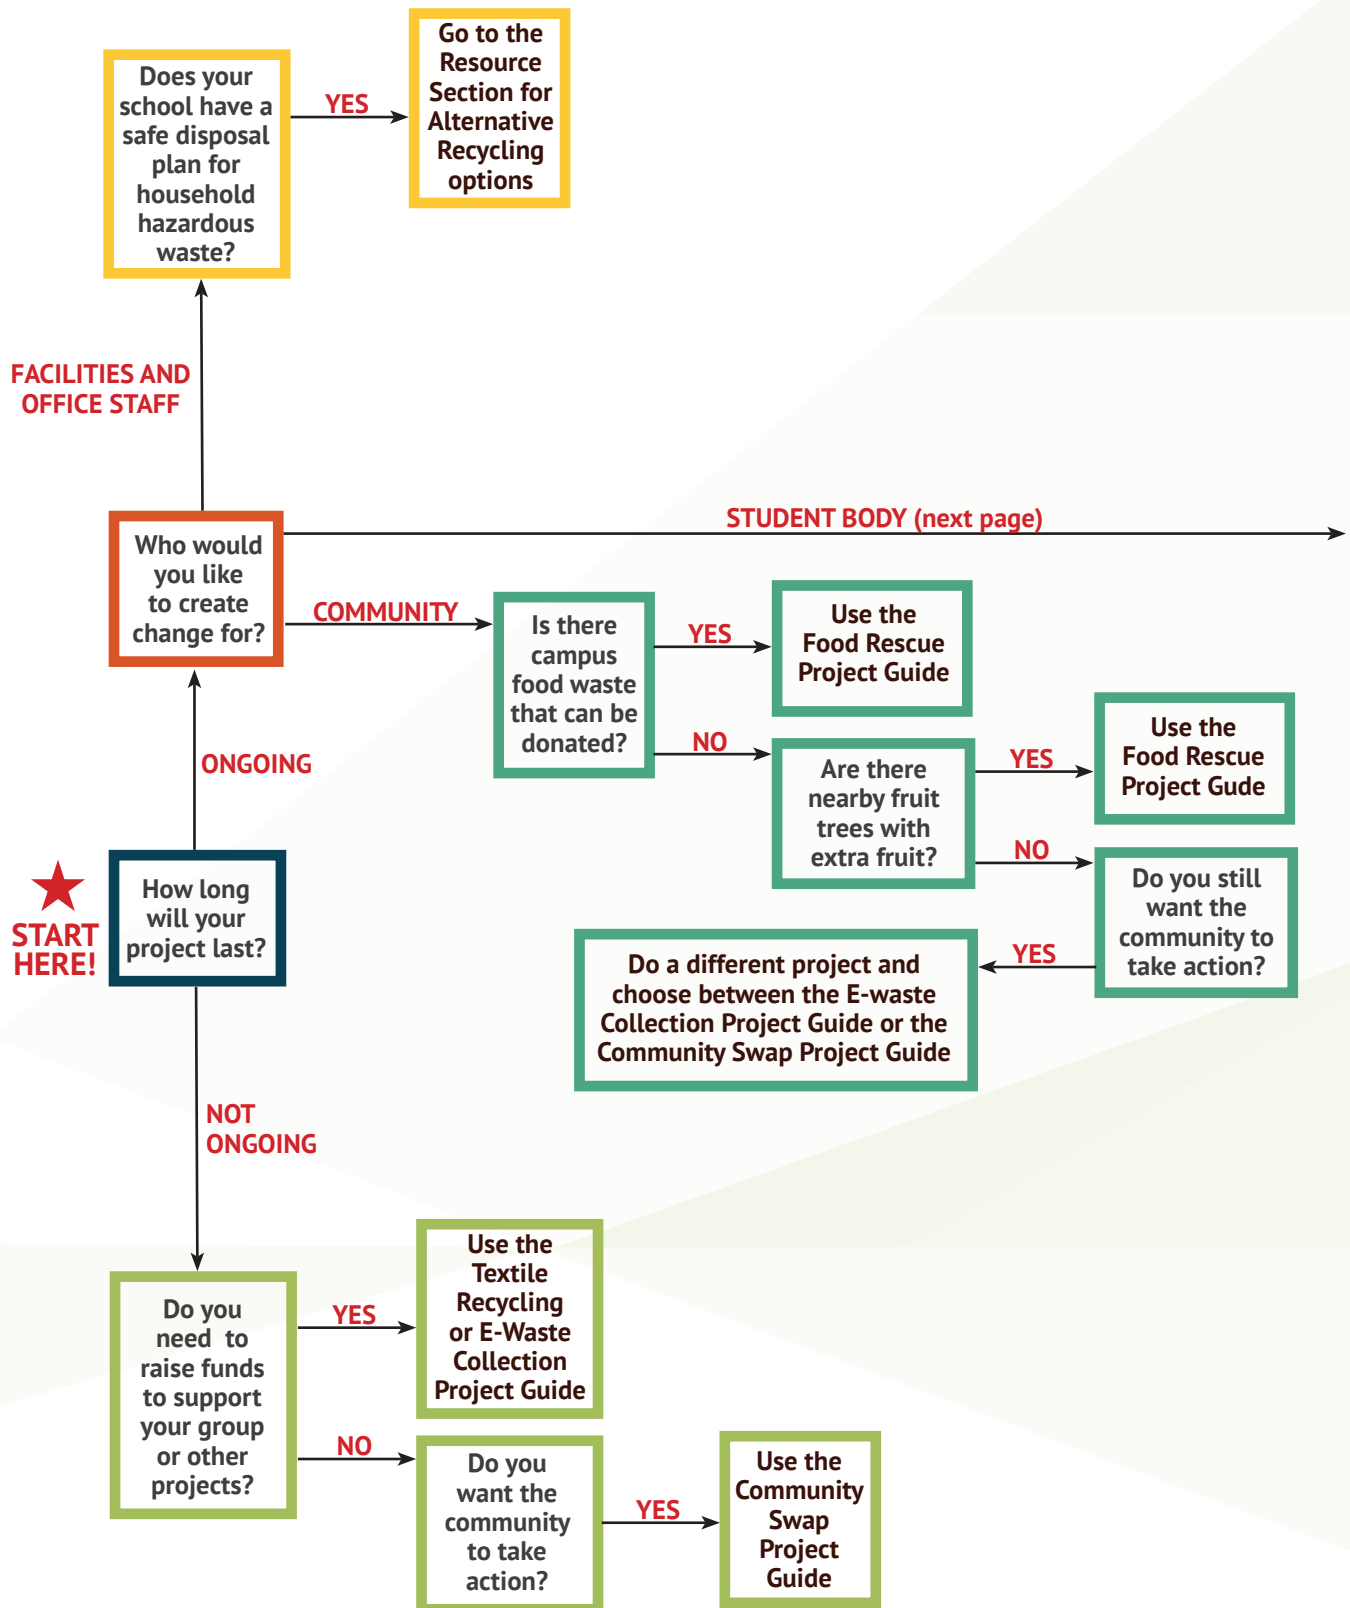 Does your
school have a
safe disposal
plan for
household
hazardous
waste?
YES
Go to the
Resource
Section for
Alternative
Recycling
options
FACILITIES AND
OFFICE STAFF
Who would
you like
to create
change for?
STUDENT BODY (next page)
COMMUNITY
Is there
campus
food waste
that can be
donated?
YES
Use the
Food Rescue
Project Guide
NO
Are there
nearby fruit
trees with
extra fruit?
YES
Use the
Food Rescue
Project Gude
NO
Do you still
want the
community to
take action?
YES
Do a different project and
choose between the E-waste
Collection Project Guide or the
Community Swap Project Guide
ONGOING
START
HERE!
How long
will your
project last?
NOT
ONGOING
Do you
need to
raise funds
to support
your group
or other
projects?
YES
Use the
Textile
Recycling
or E-Waste
Collection
Project Guide
NO
Do you
want the
community
to take
action?
YES
Use the
Community
Swap
Project
Guide